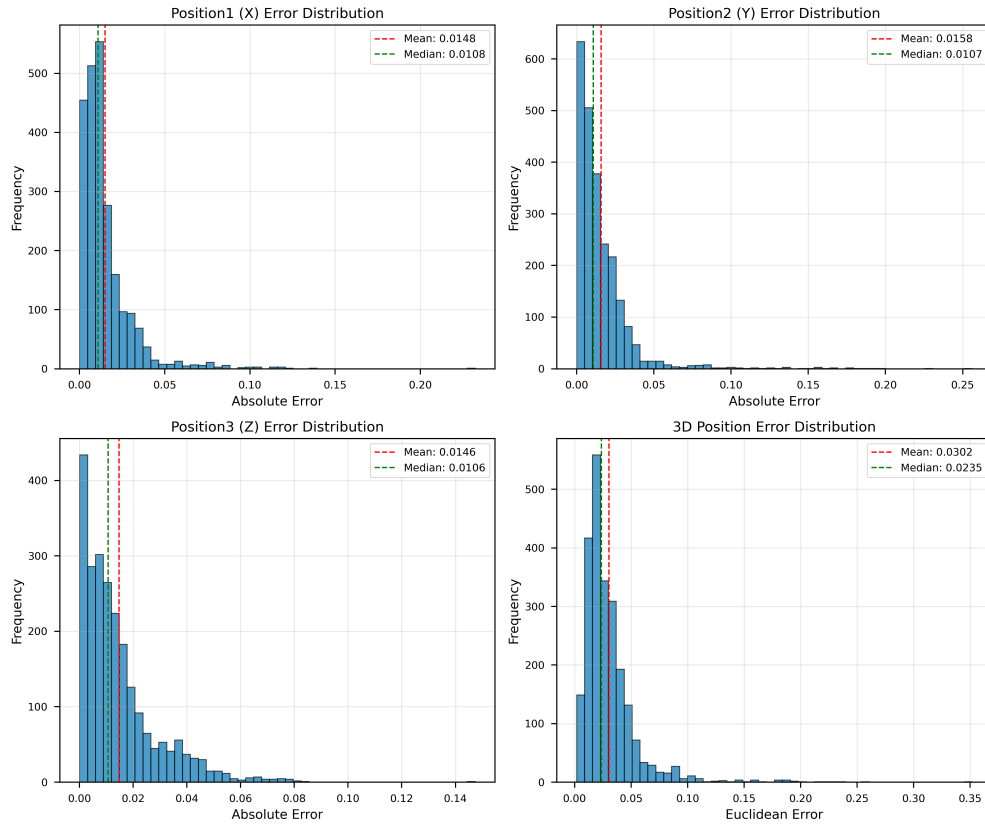 Position1 (X) Error Distribution
Mean: 0.0148
Median: 0.0108
500
400
300
200
100
0
Frequency
0.00 0.05 0.10 0.15 0.20
Absolute Error
Position2 (Y) Error Distribution
Mean: 0.0158
Median: 0.0107
600
500
400
300
200
100
0
Frequency
0.00 0.05 0.10 0.15 0.20 0.25
Absolute Error
Position3 (Z) Error Distribution
Mean: 0.0146
Median: 0.0106
400
300
200
100
0
Frequency
0.00 0.02 0.04 0.06 0.08 0.10 0.12 0.14
Absolute Error
3D Position Error Distribution
Mean: 0.0302
Median: 0.0235
500
400
300
200
100
0
Frequency
0.00 0.05 0.10 0.15 0.20 0.25 0.30 0.35
Euclidean Error